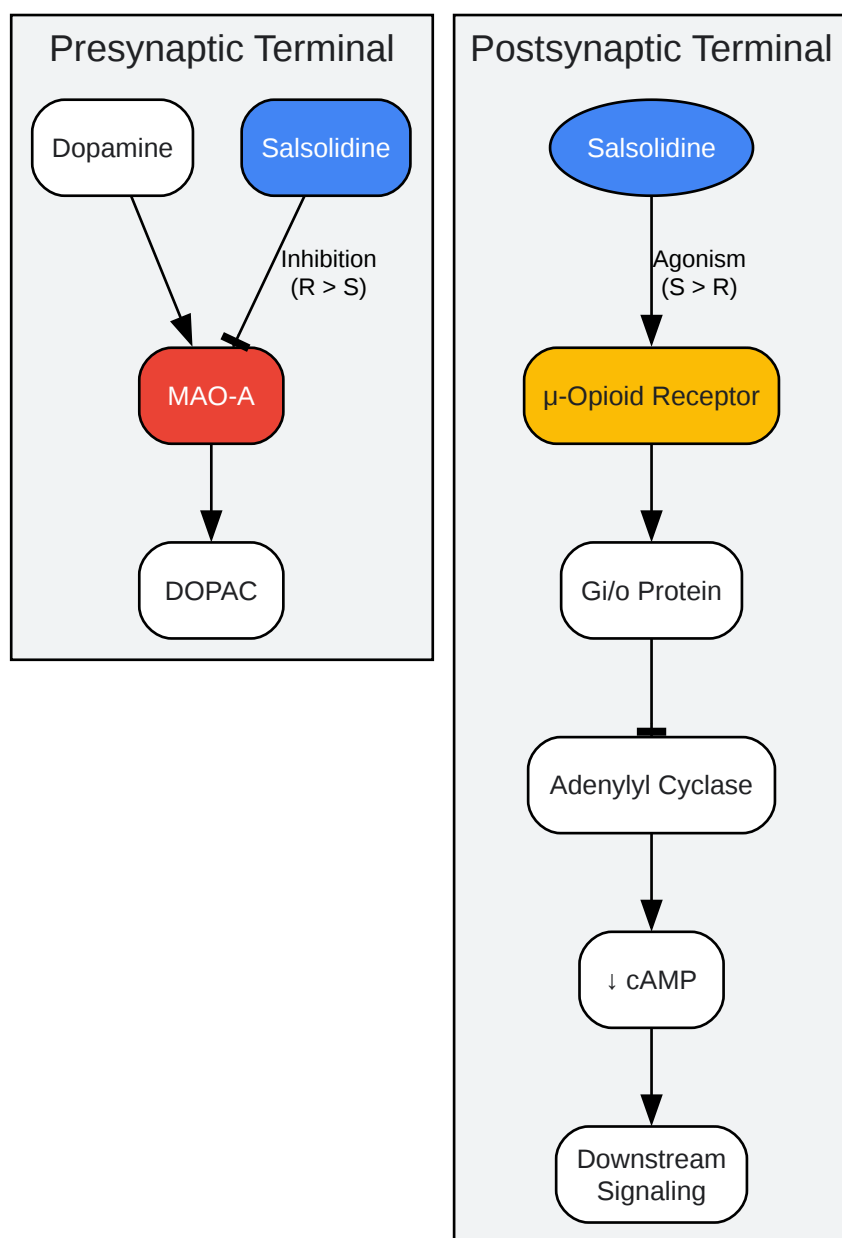 Presynaptic Terminal
Dopamine
Salsolidine
Inhibition
(R > S)
MAO-A
DOPAC
Postsynaptic Terminal
Salsolidine
Agonism
(S > R)
μ-Opioid Receptor
Gi/o Protein
Adenylyl Cyclase
↓ cAMP
Downstream
Signaling